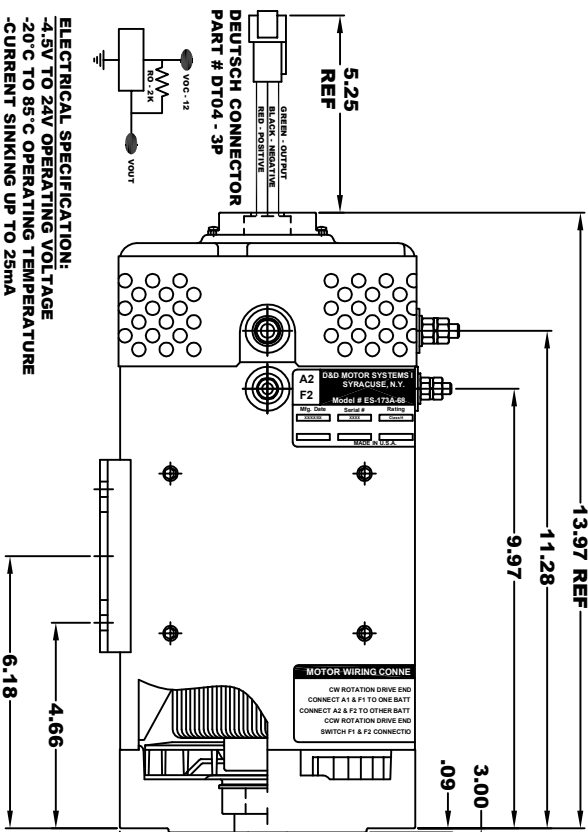 13.97 REF
11.28
9.97
5.25
REF
3.00
.09
6.18
4.66
DEUTSCH CONNECTOR
PART # DT04 - 3P
GREEN - OUTPUT
BLACK - NEGATIVE
RED - POSITIVE
VOC - 12
RO - 2K
VOUT
ELECTRICAL SPECIFICATION:
-4.5V TO 24V OPERATING VOLTAGE
-20°C TO 85°C OPERATING TEMPERATURE
-CURRENT SINKING UP TO 25mA
A2
F2
D&D MOTOR SYSTEMS I
SYRACUSE, N.Y.
Model # ES-173A-68
Mfg. Date Serial # Rating
XXXXXX XXXX ClassH
MADE IN U.S.A.
MOTOR WIRING CONNE
CW ROTATION DRIVE END
CONNECT A1 & F1 TO ONE BATT
CONNECT A2 & F2 TO OTHER BATT
CCW ROTATION DRIVE END
SWITCH F1 & F2 CONNECTIO